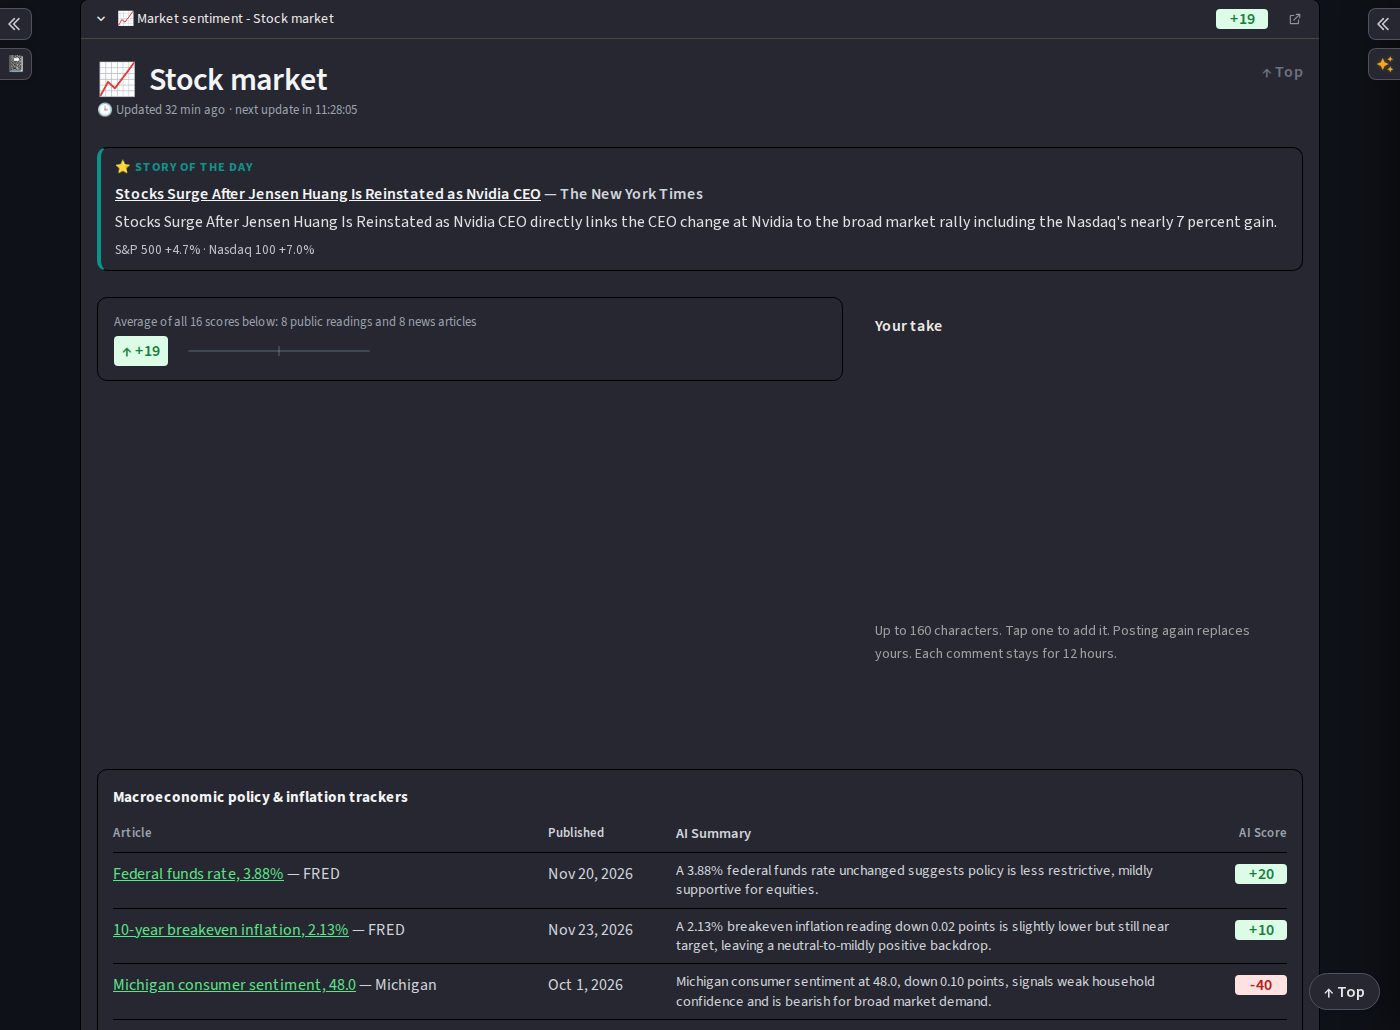 Market sentiment - Stock market
+19
Stock market
↑ Top
Updated 32 min ago · next update in 11:28:05
STORY OF THE DAY
Stocks Surge After Jensen Huang Is Reinstated as Nvidia CEO — The New York Times
Stocks Surge After Jensen Huang Is Reinstated as Nvidia CEO directly links the CEO change at Nvidia to the broad market rally including the Nasdaq's nearly 7 percent gain.
S&P 500 +4.7% · Nasdaq 100 +7.0%
Average of all 16 scores below: 8 public readings and 8 news articles
↑ +19
Your take
Up to 160 characters. Tap one to add it. Posting again replaces
yours. Each comment stays for 12 hours.
Macroeconomic policy & inflation trackers
Article Published AI Summary AI Score
Federal funds rate, 3.88% — FRED Nov 20, 2026 A 3.88% federal funds rate unchanged suggests policy is less restrictive, mildly +20
supportive for equities.
10-year breakeven inflation, 2.13% — FRED Nov 23, 2026 A 2.13% breakeven inflation reading down 0.02 points is slightly lower but still near +10
target, leaving a neutral-to-mildly positive backdrop.
Michigan consumer sentiment, 48.0 — Michigan Oct 1, 2026 Michigan consumer sentiment at 48.0, down 0.10 points, signals weak household -40
confidence and is bearish for broad market demand.
↑ Top